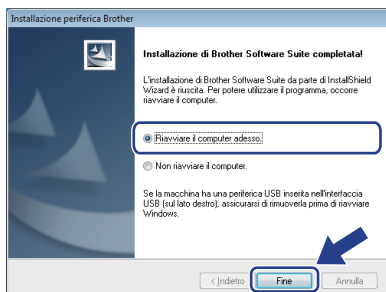 Installazione periferica Brother
Installazione di Brother Software Suite completata!
L'installazione di Brother Software Suite da parte di InstallShield
Wizard è riuscita. Per potere utilizzare il programma, occorre
riavviare il computer.
Riavviare il computer adesso.
Non riavviare il computer.
Se la macchina ha una periferica USB inserita nell'interfaccia
USB (sul lato destro), assicurarsi di rimuoverla prima di riavviare
Windows.
< Indietro Fine Annulla